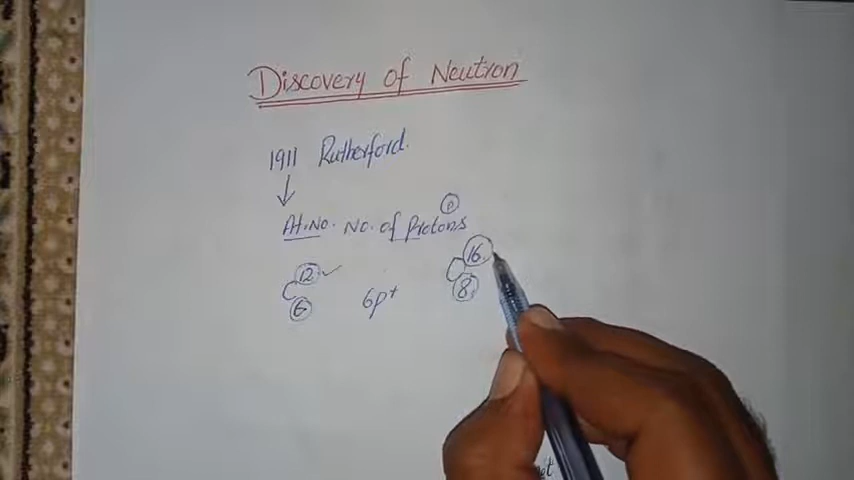 Discovery of Neutron
1911 Rutherford.
At.No. No. of Protons p
C 12 6 6p+ O 16 8